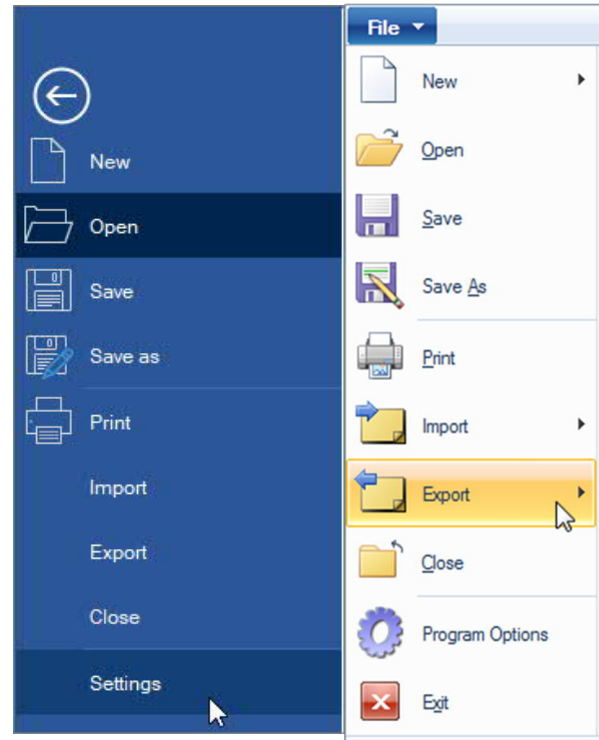 New
Open
Save
Save as
Print
Import
Export
Close
Settings
File
New
Open
Save
Save As
Print
Import
Export
Close
Program Options
Exit